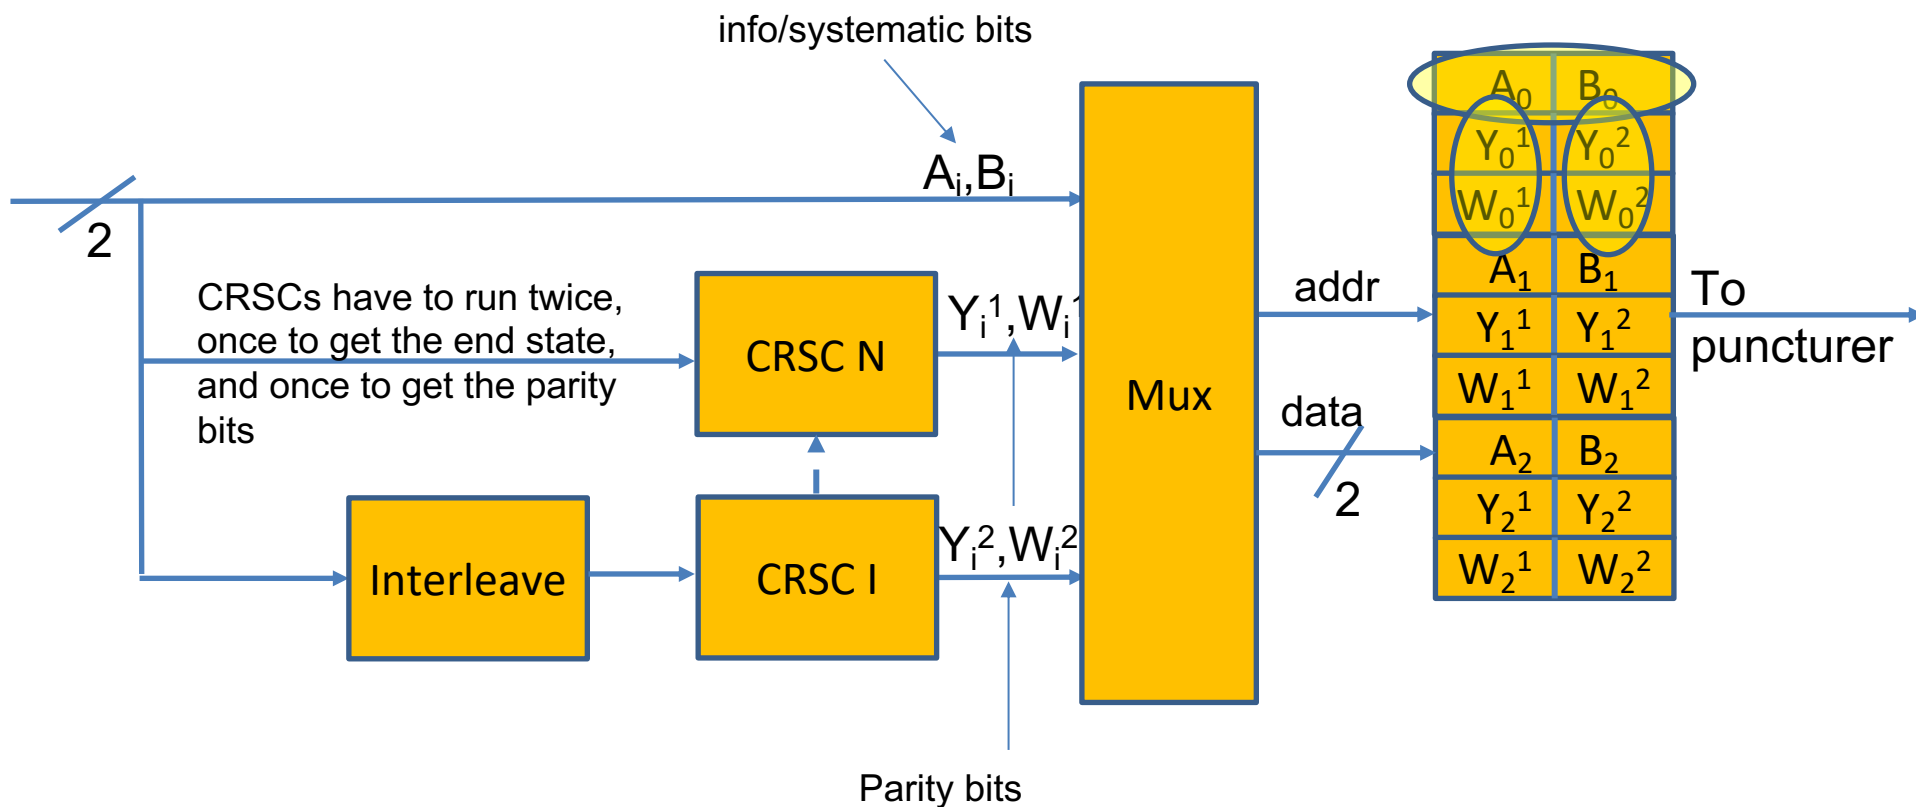 info/systematic bits
Aᵢ,Bᵢ
2
CRSCs have to run twice,
once to get the end state,
and once to get the parity
bits
CRSC N
Yᵢ¹,Wᵢ¹
Interleave
CRSC I
Yᵢ²,Wᵢ²
Parity bits
Mux
addr
data
2
A₀ B₀
Y₀¹ Y₀²
W₀¹ W₀²
A₁ B₁
Y₁¹ Y₁²
W₁¹ W₁²
A₂ B₂
Y₂¹ Y₂²
W₂¹ W₂²
To
puncturer